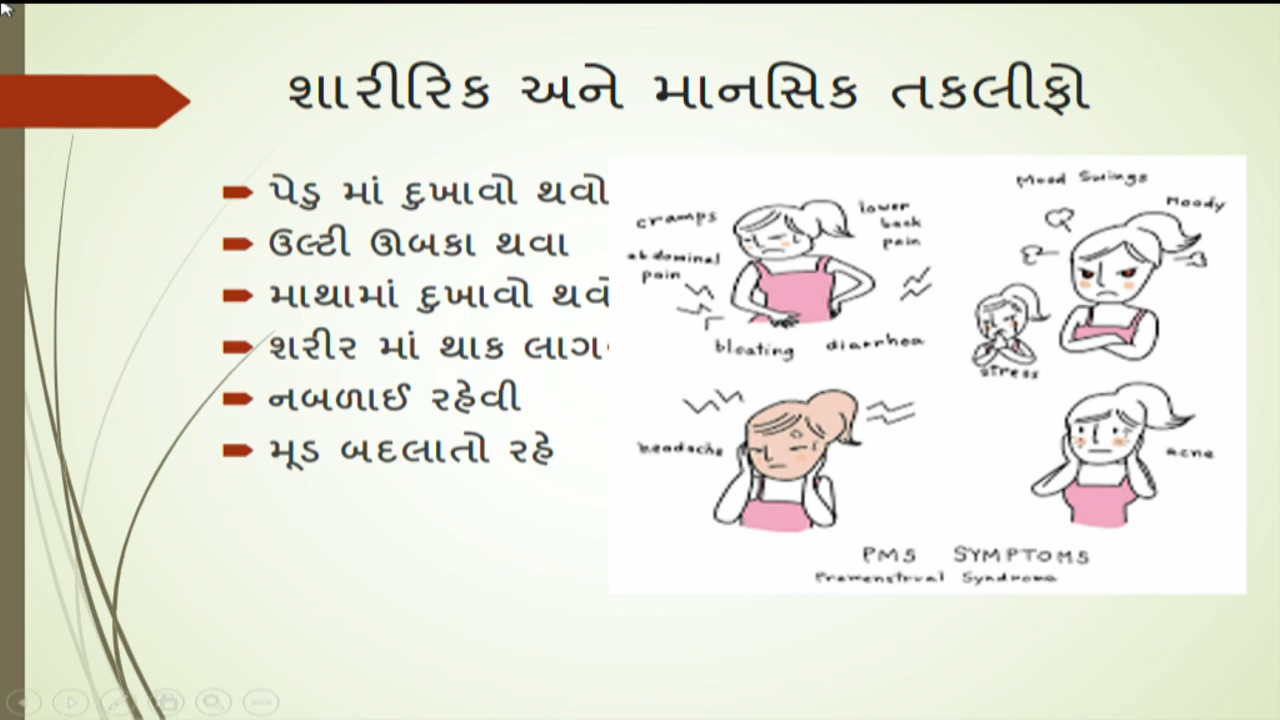 શારીરિક અને માનસિક તકલીફો
પેડુ માં દુખાવો થવો
ઉલ્ટી ઊબકા થવા
માથામાં દુખાવો થવો
શરીર માં થાક
નબળાઈ રહેવી
મૂડ બદલાતો રહે
cramps
lower
back
pain
abdominal
pain
bloating
diarrhoea
Mood Swings
Moody
stress
headache
acne
PMS SYMPTOMS
Premenstrual Syndrome